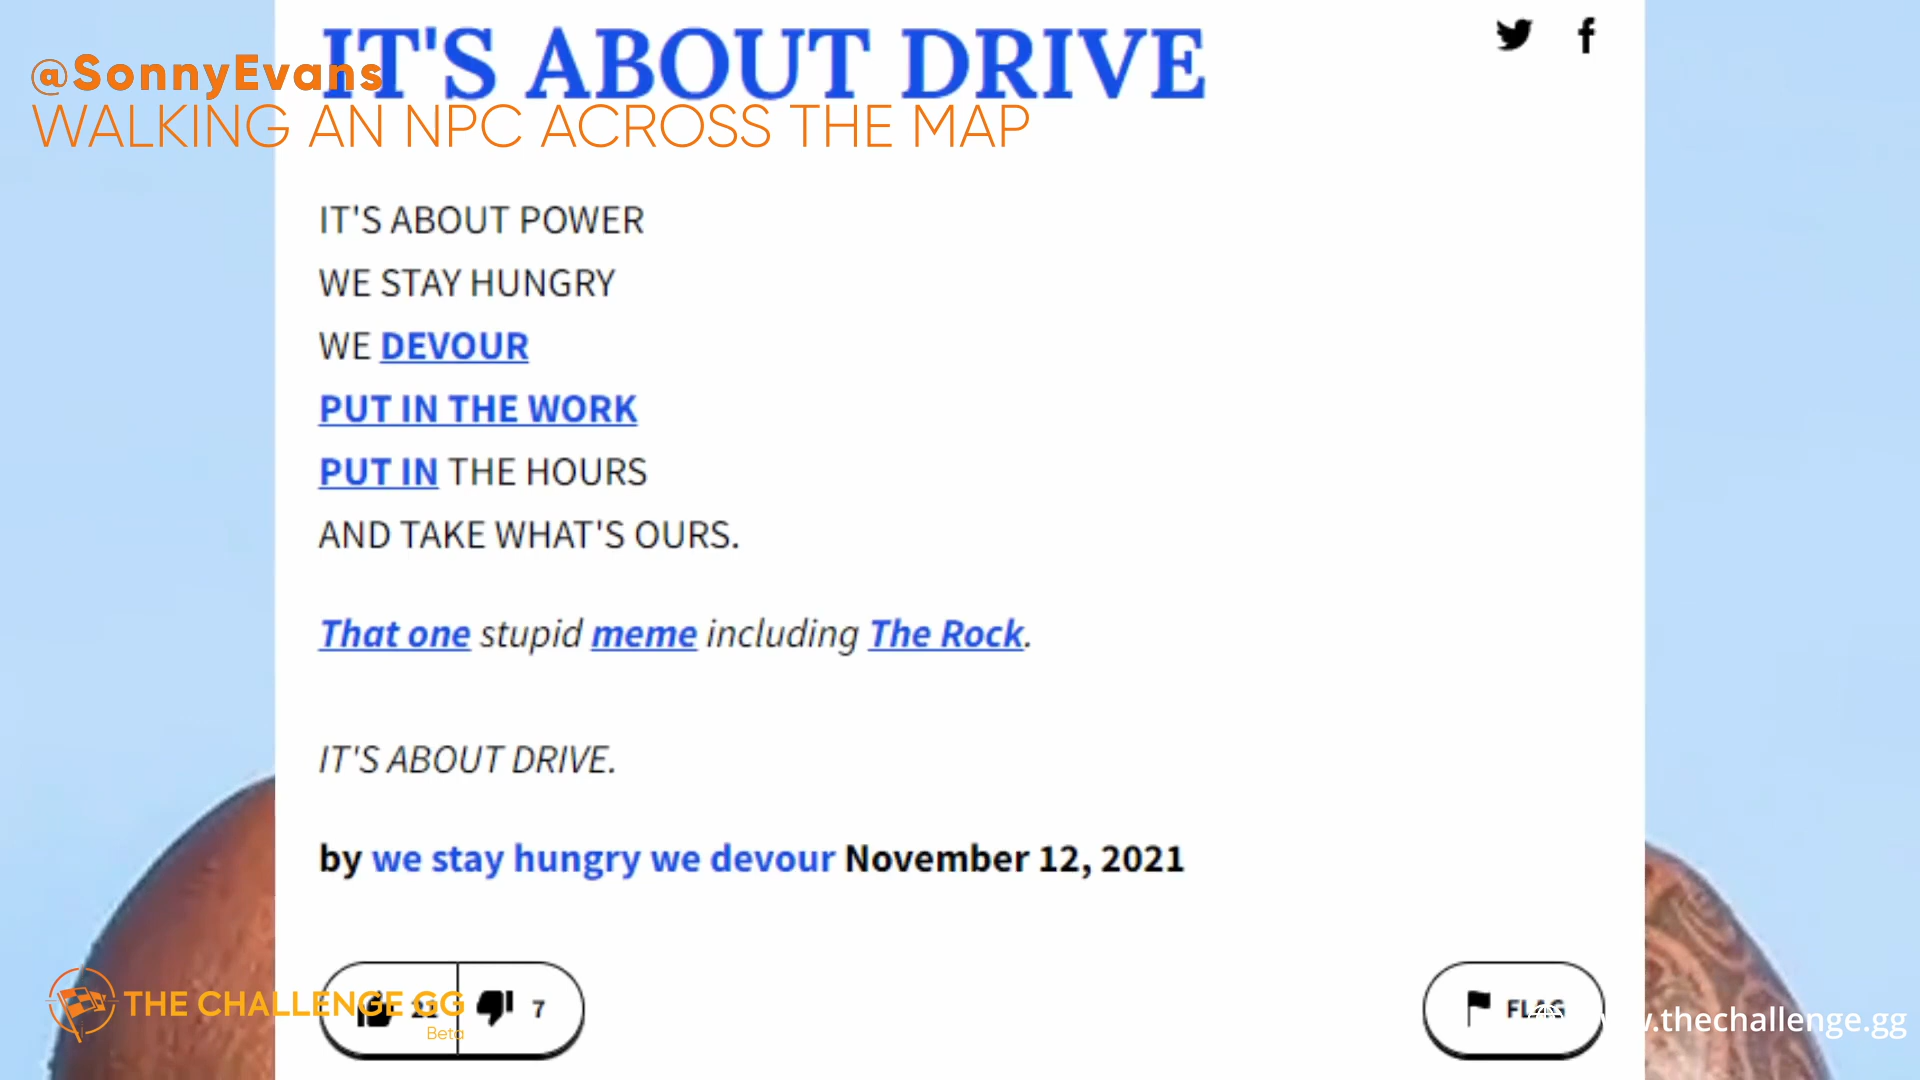 @SonnyEvans
IT'S ABOUT DRIVE
WALKING AN NPC ACROSS THE MAP
IT'S ABOUT POWER
WE STAY HUNGRY
WE DEVOUR
PUT IN THE WORK
PUT IN THE HOURS
AND TAKE WHAT'S OURS.
That one stupid meme including The Rock.
IT'S ABOUT DRIVE.
by we stay hungry we devour November 12, 2021
THE CHALLENGE GG
Beta
7
FLAG
www.thechallenge.gg